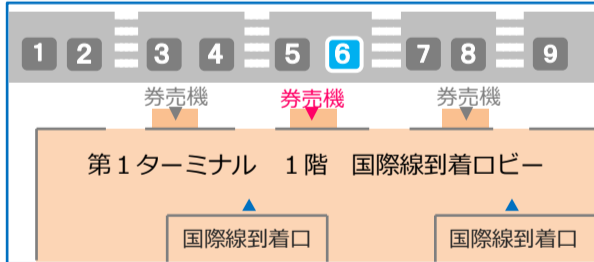 1 2 3 4 5 6 7 8 9
券売機 券売機 券売機
第1ターミナル 1階 国際線到着ロビー
国際線到着口 国際線到着口